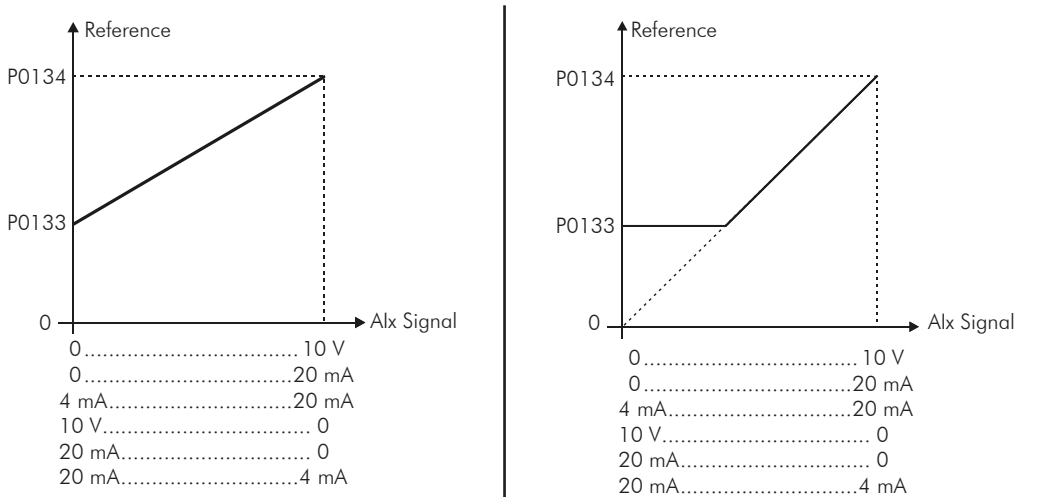 Reference
P0134
P0133
0
AIx Signal
0.................................. 10 V
0.................................20 mA
4 mA.............................20 mA
10 V................................. 0
20 mA.............................. 0
20 mA............................4 mA
Reference
P0134
P0133
0
AIx Signal
0.................................. 10 V
0.................................20 mA
4 mA.............................20 mA
10 V................................. 0
20 mA.............................. 0
20 mA............................4 mA